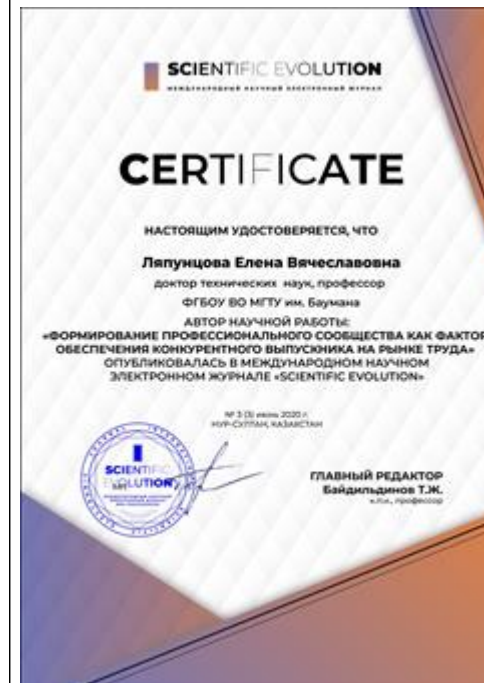 SCIENTIFIC EVOLUTION
МЕЖДУНАРОДНЫЙ НАУЧНЫЙ ЭЛЕКТРОННЫЙ ЖУРНАЛ
CERTIFICATE
НАСТОЯЩИМ УДОСТОВЕРЯЕТСЯ, ЧТО
Ляпунцова Елена Вячеславовна
доктор технических наук, профессор
ФГБОУ ВО МГТУ им. Баумана
АВТОР НАУЧНОЙ РАБОТЫ:
«ФОРМИРОВАНИЕ ПРОФЕССИОНАЛЬНОГО СООБЩЕСТВА КАК ФАКТОР
ОБЕСПЕЧЕНИЯ КОНКУРЕНТНОГО ВЫПУСКНИКА НА РЫНКЕ ТРУДА»
ОПУБЛИКОВАЛАСЬ В МЕЖДУНАРОДНОМ НАУЧНОМ
ЭЛЕКТРОННОМ ЖУРНАЛЕ «SCIENTIFIC EVOLUTION»
№ 3 (3) июнь 2020 г.
НУР-СУЛТАН, КАЗАХСТАН
SCIENTIFIC
EVOLUTION
ГЛАВНЫЙ РЕДАКТОР
Байдильдинов Т.Ж.
к.п.н., профессор